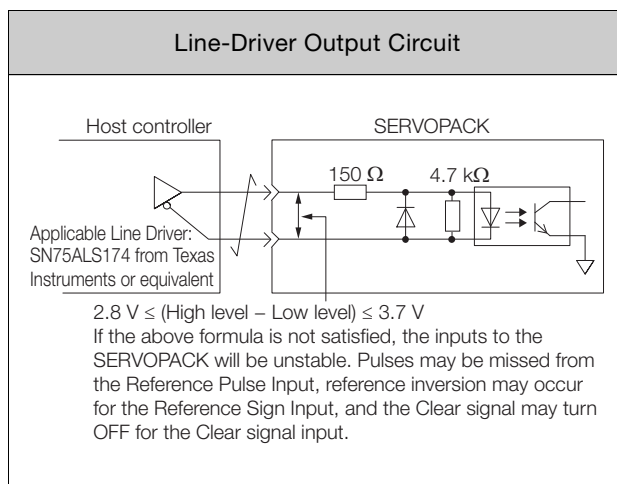 Line-Driver Output Circuit
Host controller
SERVOPACK
150 Ω
4.7 kΩ
Applicable Line Driver:
SN75ALS174 from Texas
Instruments or equivalent
2.8 V ≤ (High level − Low level) ≤ 3.7 V
If the above formula is not satisfied, the inputs to the
SERVOPACK will be unstable. Pulses may be missed from
the Reference Pulse Input, reference inversion may occur
for the Reference Sign Input, and the Clear signal may turn
OFF for the Clear signal input.